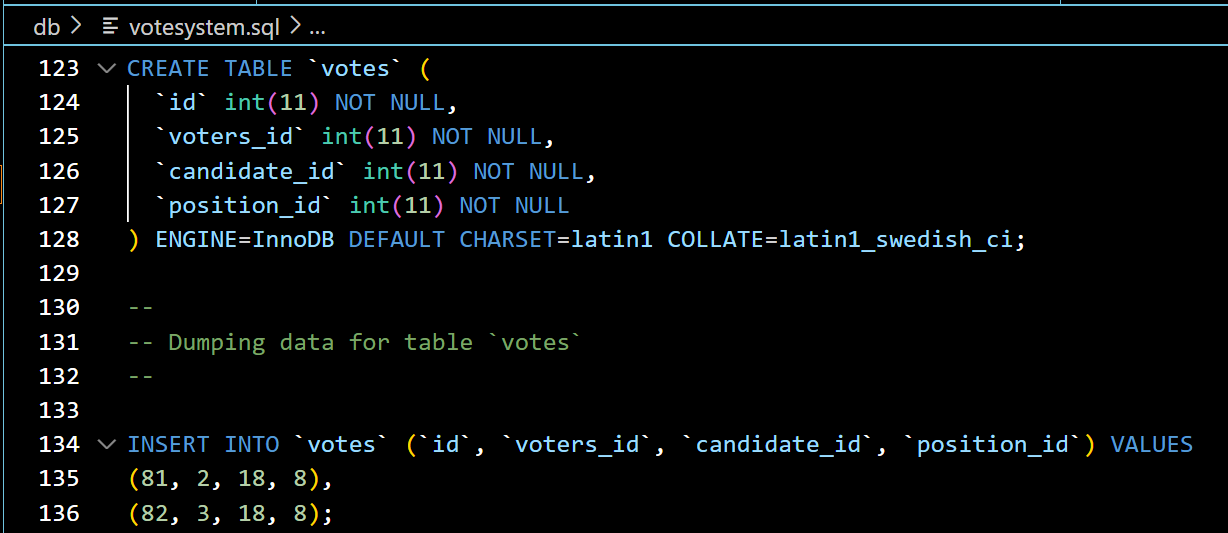 db > votesystem.sql > ...
123 CREATE TABLE `votes` (
124 `id` int(11) NOT NULL,
125 `voters_id` int(11) NOT NULL,
126 `candidate_id` int(11) NOT NULL,
127 `position_id` int(11) NOT NULL
128 ) ENGINE=InnoDB DEFAULT CHARSET=latin1 COLLATE=latin1_swedish_ci;
129
130 --
131 -- Dumping data for table `votes`
132 --
133
134 INSERT INTO `votes` (`id`, `voters_id`, `candidate_id`, `position_id`) VALUES
135 (81, 2, 18, 8),
136 (82, 3, 18, 8);